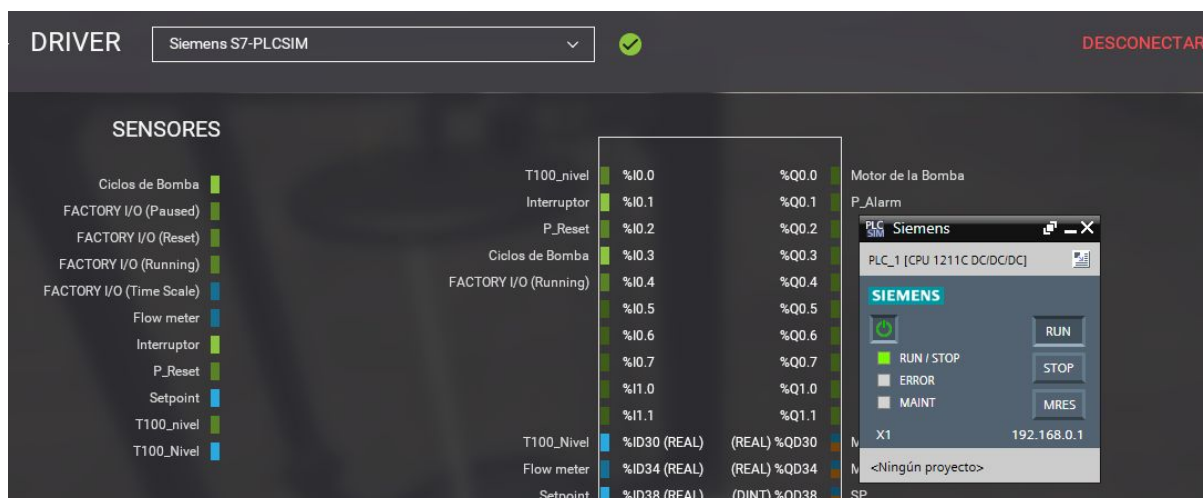 DRIVER Siemens S7-PLCSIM DESCONECTAR
SENSORES
Ciclos de Bomba
FACTORY I/O (Paused)
FACTORY I/O (Reset)
FACTORY I/O (Running)
FACTORY I/O (Time Scale)
Flow meter
Interruptor
P_Reset
Setpoint
T100_nivel
T100_Nivel
T100_nivel %I0.0 %Q0.0 Motor de la Bomba
Interruptor %I0.1 %Q0.1 P_Alarm
P_Reset %I0.2 %Q0.2
Ciclos de Bomba %I0.3 %Q0.3
FACTORY I/O (Running) %I0.4 %Q0.4
%I0.5 %Q0.5
%I0.6 %Q0.6
%I0.7 %Q0.7
%I1.0 %Q1.0
%I1.1 %Q1.1
T100_Nivel %ID30 (REAL) (REAL) %QD30 M
Flow meter %ID34 (REAL) (REAL) %QD34 M
Setpoint %ID38 (REAL) (DINT) %QD38 SP
PLC SIM Siemens
PLC_1 [CPU 1211C DC/DC/DC]
SIEMENS
RUN
RUN / STOP
STOP
ERROR
MAINT
MRES
X1 192.168.0.1
<Ningún proyecto>